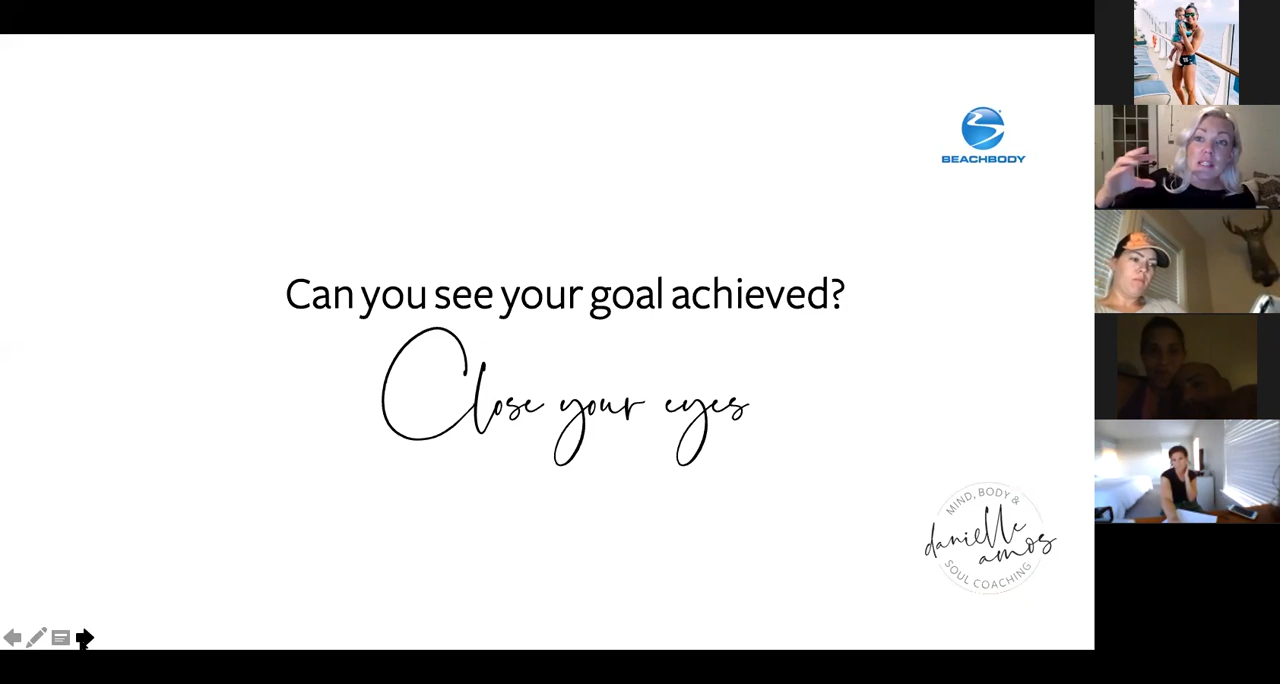 BEACHBODY
Can you see your goal achieved?
Close your eyes
MIND, BODY &
danielle
amos
SOUL COACHING